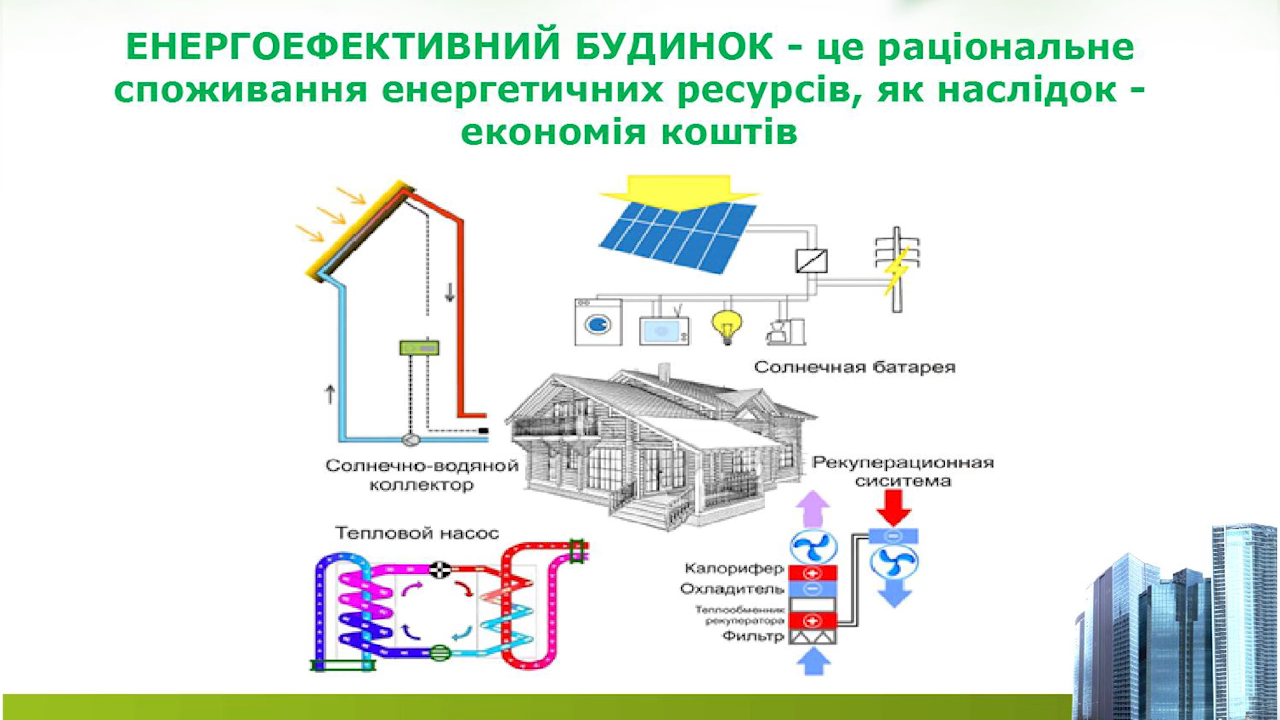 ЕНЕРГОЕФЕКТИВНИЙ БУДИНОК - це раціональне
споживання енергетичних ресурсів, як наслідок -
економія коштів
Солнечная батарея
Солнечно-водяной
коллектор
Рекуперационная
сиситема
Тепловой насос
Калорифер
Охладитель
Теплообменник
рекуператора
Фильтр